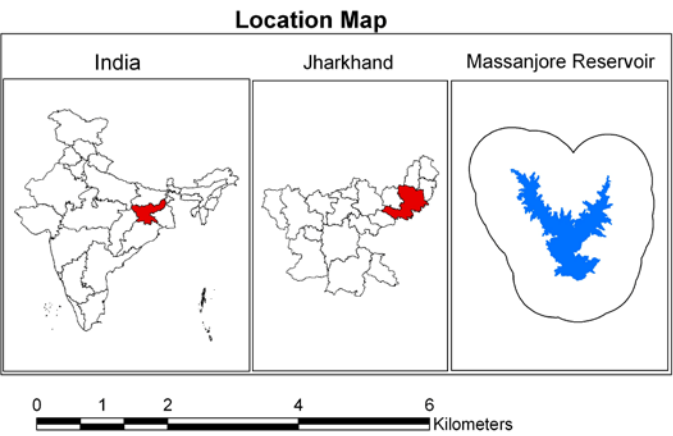 Location Map
India
Jharkhand
Massanjore Reservoir
0 1 2 4 6
Kilometers